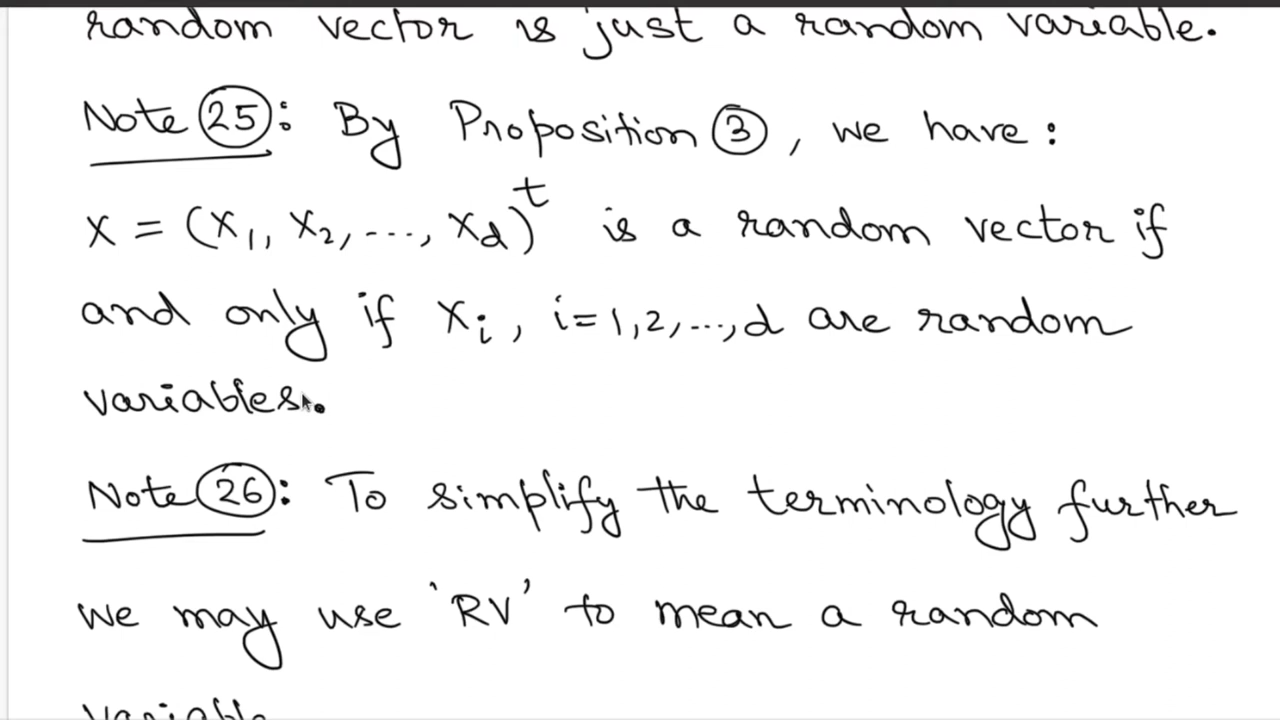 random vector is just a random variable.
Note 25: By Proposition 3, we have:
X = (X₁, X₂, ..., X_d)ᵗ is a random vector if
and only if Xᵢ, i=1,2,...,d are random
variables.
Note 26: To simplify the terminology further
we may use 'RV' to mean a random
variable